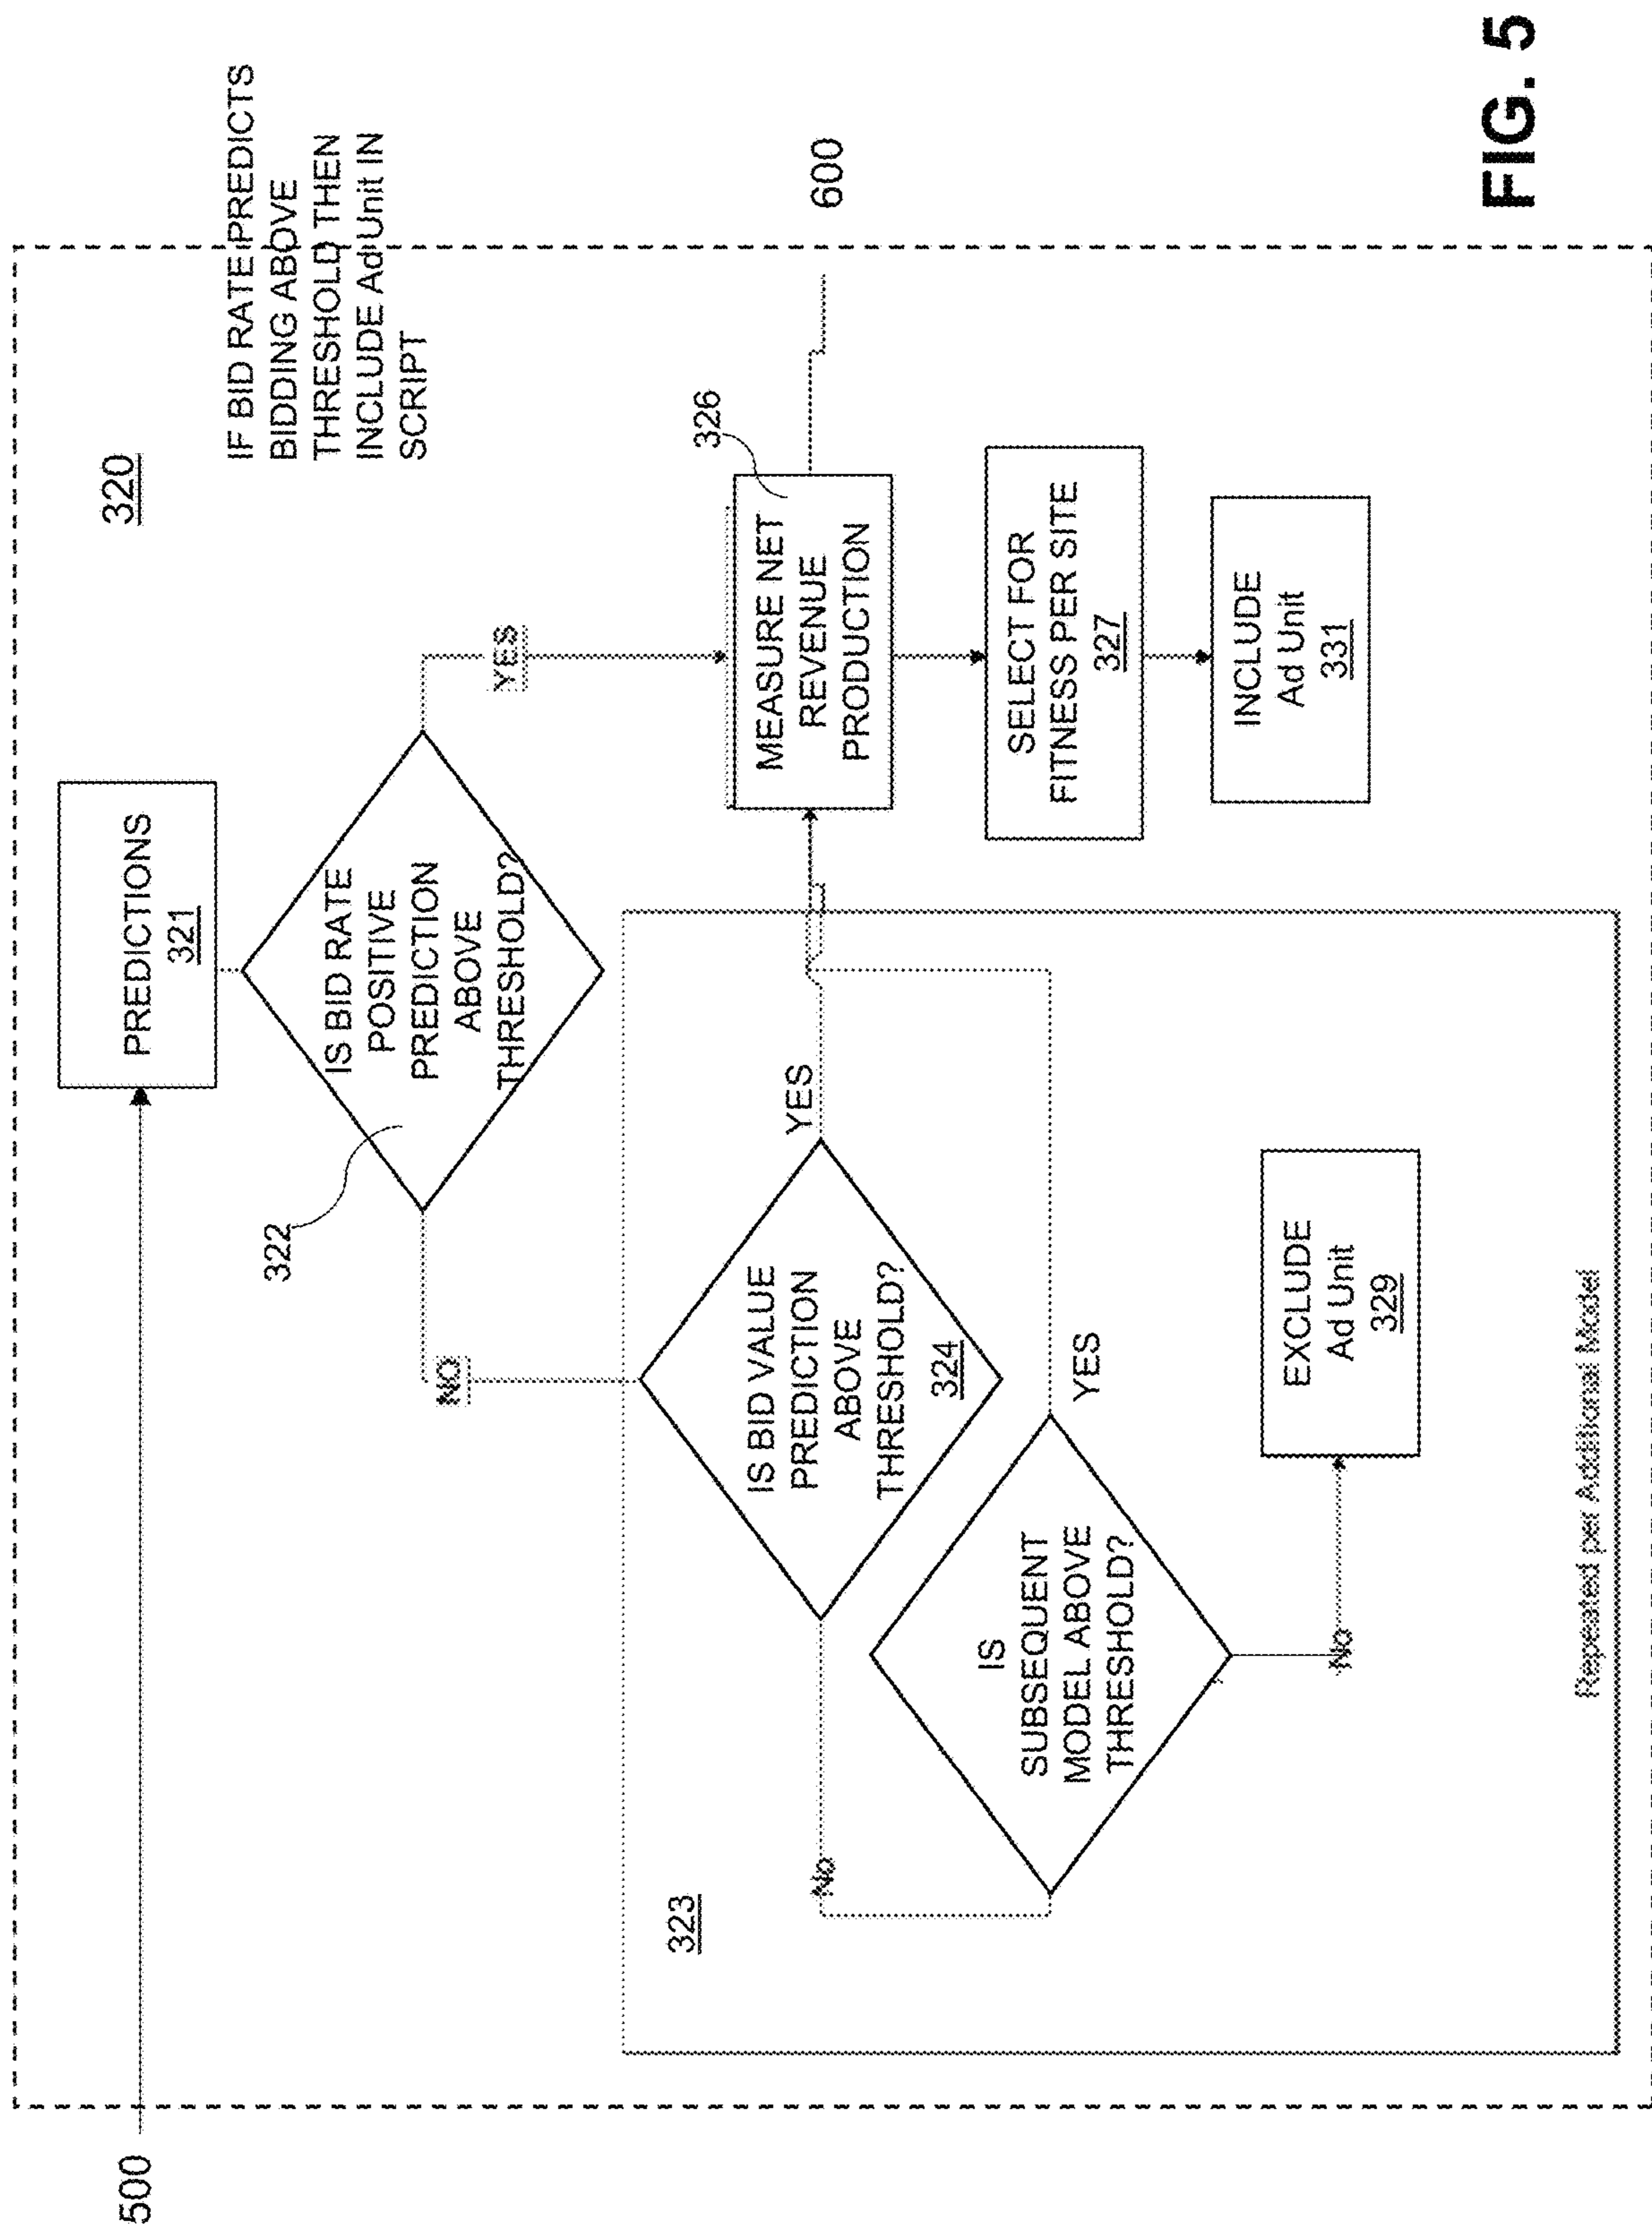 500
320
PREDICTIONS
321
IF BID RATE PREDICTS
BIDDING ABOVE
THRESHOLD THEN
INCLUDE Ad Unit IN
SCRIPT
322
IS BID RATE
POSITIVE
PREDICTION
ABOVE
THRESHOLD?
NO
YES
323
IS BID VALUE
PREDICTION
ABOVE
THRESHOLD?
324
YES
No
IS
SUBSEQUENT
MODEL ABOVE
THRESHOLD?
YES
No
EXCLUDE
Ad Unit
329
Repeated per Additional Model
326
MEASURE NET
REVENUE
PRODUCTION
600
SELECT FOR
FITNESS PER SITE
327
INCLUDE
Ad Unit
331
FIG. 5